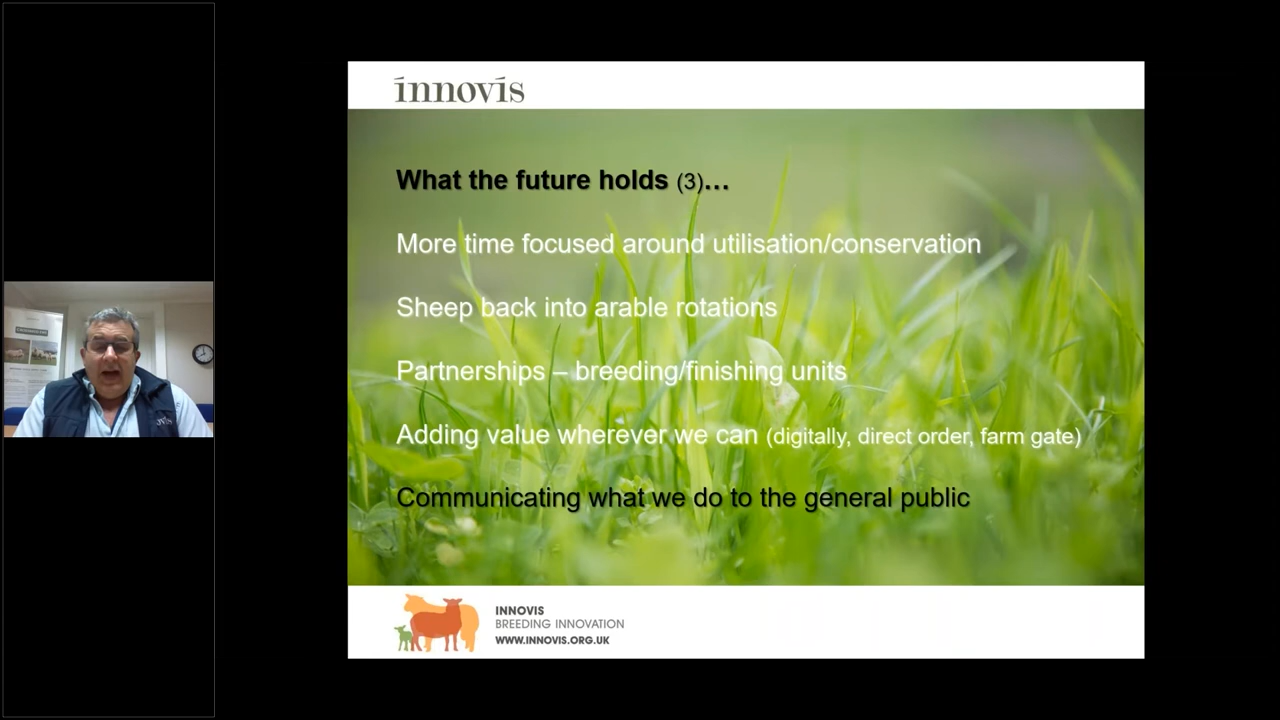 innovis
What the future holds (3)…
More time focused around utilisation/conservation
Sheep back into arable rotations
Partnerships – breeding/finishing units
Adding value wherever we can (digitally, direct order, farm gate)
Communicating what we do to the general public
INNOVIS
BREEDING INNOVATION
WWW.INNOVIS.ORG.UK